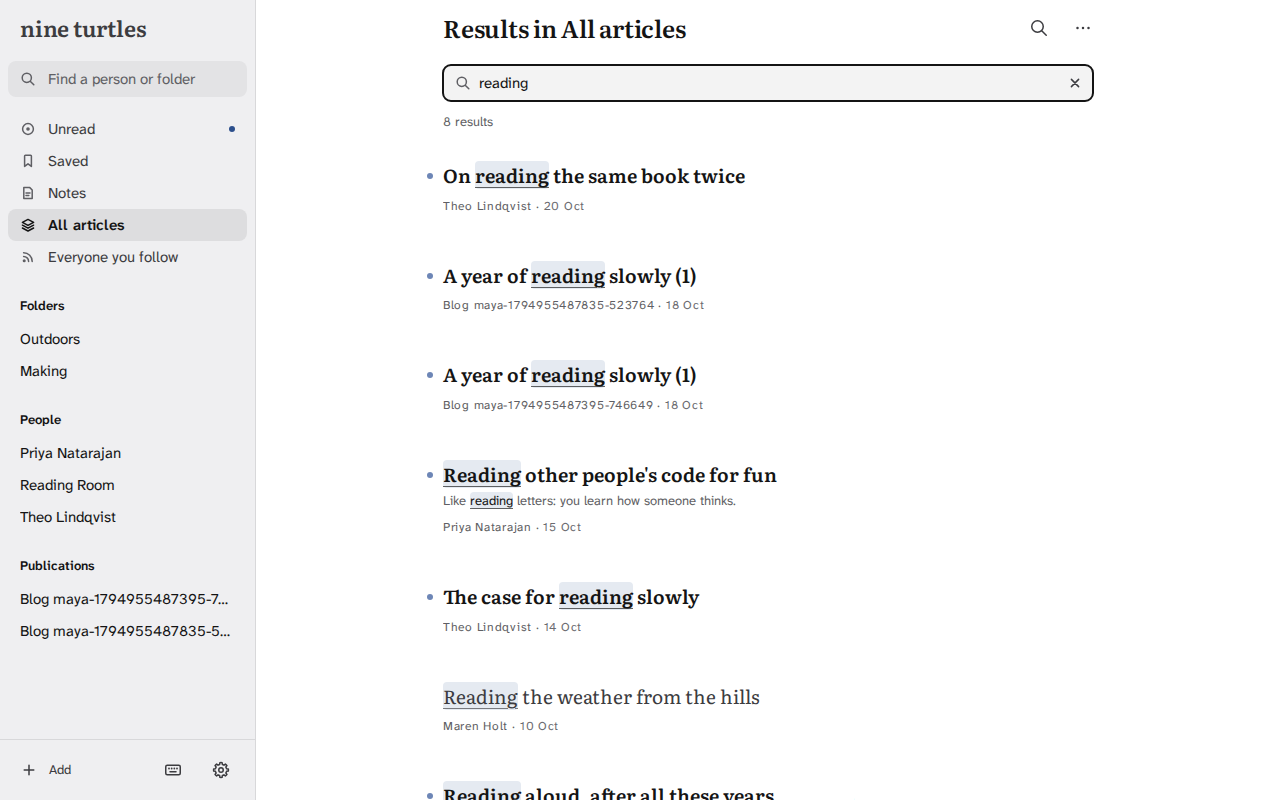 nine turtles
Find a person or folder
Unread
Saved
Notes
All articles
Everyone you follow
Folders
Outdoors
Making
People
Priya Natarajan
Reading Room
Theo Lindqvist
Publications
Blog maya-1794955487395-7...
Blog maya-1794955487835-5...
Add
Results in All articles
reading
8 results
On reading the same book twice
Theo Lindqvist · 20 Oct
A year of reading slowly (1)
Blog maya-1794955487835-523764 · 18 Oct
A year of reading slowly (1)
Blog maya-1794955487395-746649 · 18 Oct
Reading other people's code for fun
Like reading letters: you learn how someone thinks.
Priya Natarajan · 15 Oct
The case for reading slowly
Theo Lindqvist · 14 Oct
Reading the weather from the hills
Maren Holt · 10 Oct
Reading aloud, after all these years